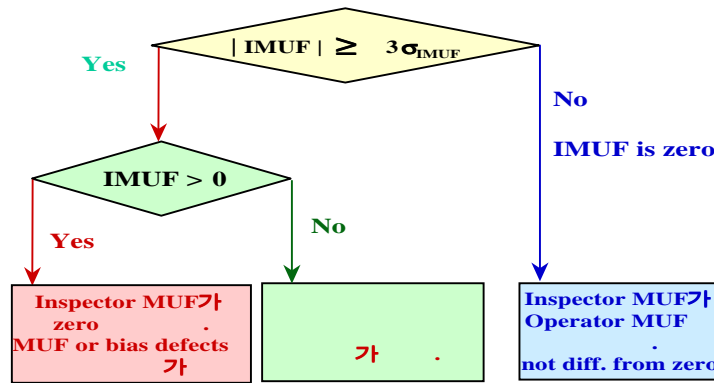 | IMUF | ≥ 3σIMUF
Yes
No
IMUF is zero
IMUF > 0
Yes
No
Inspector MUF가
zero .
MUF or bias defects
가
가 .
Inspector MUF가
Operator MUF
.
not diff. from zero